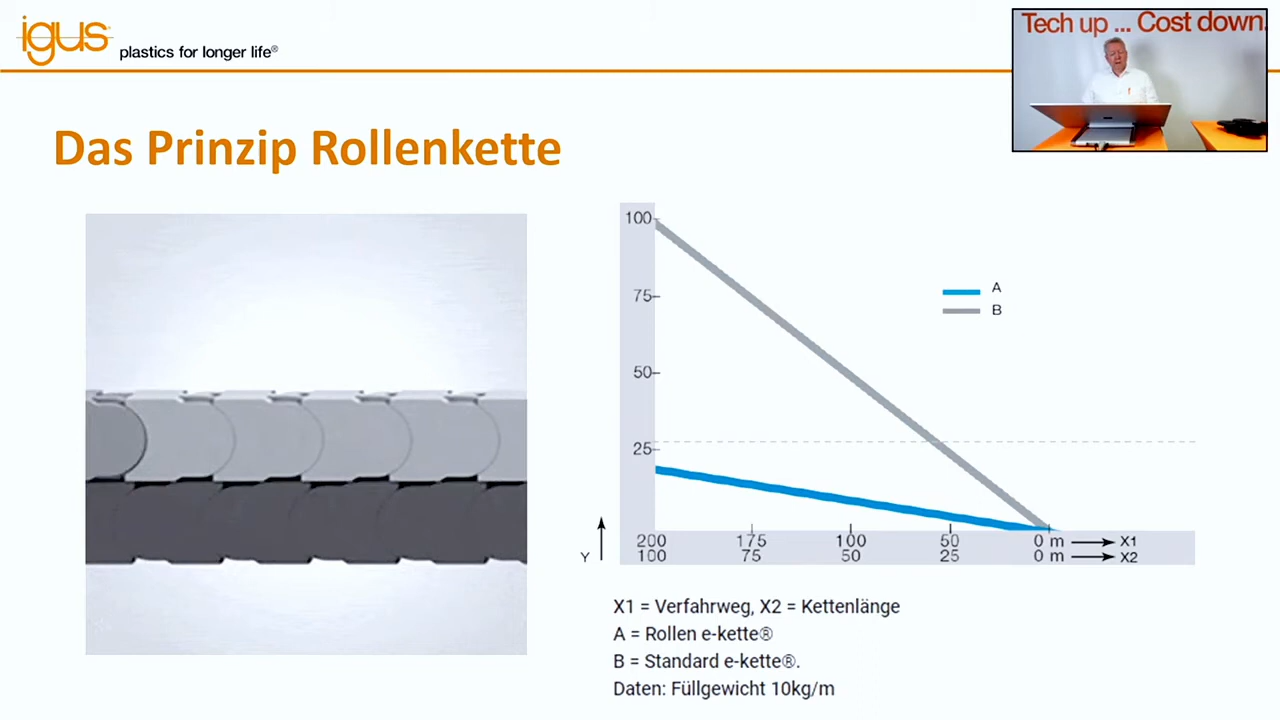 igus
plastics for longer life®
Tech up ... Cost down.
Das Prinzip Rollenkette
100
75
50
25
A
B
Y
200 175 100 50 0 m X1
100 75 50 25 0 m X2
X1 = Verfahrweg, X2 = Kettenlänge
A = Rollen e-kette®
B = Standard e-kette®.
Daten: Füllgewicht 10kg/m